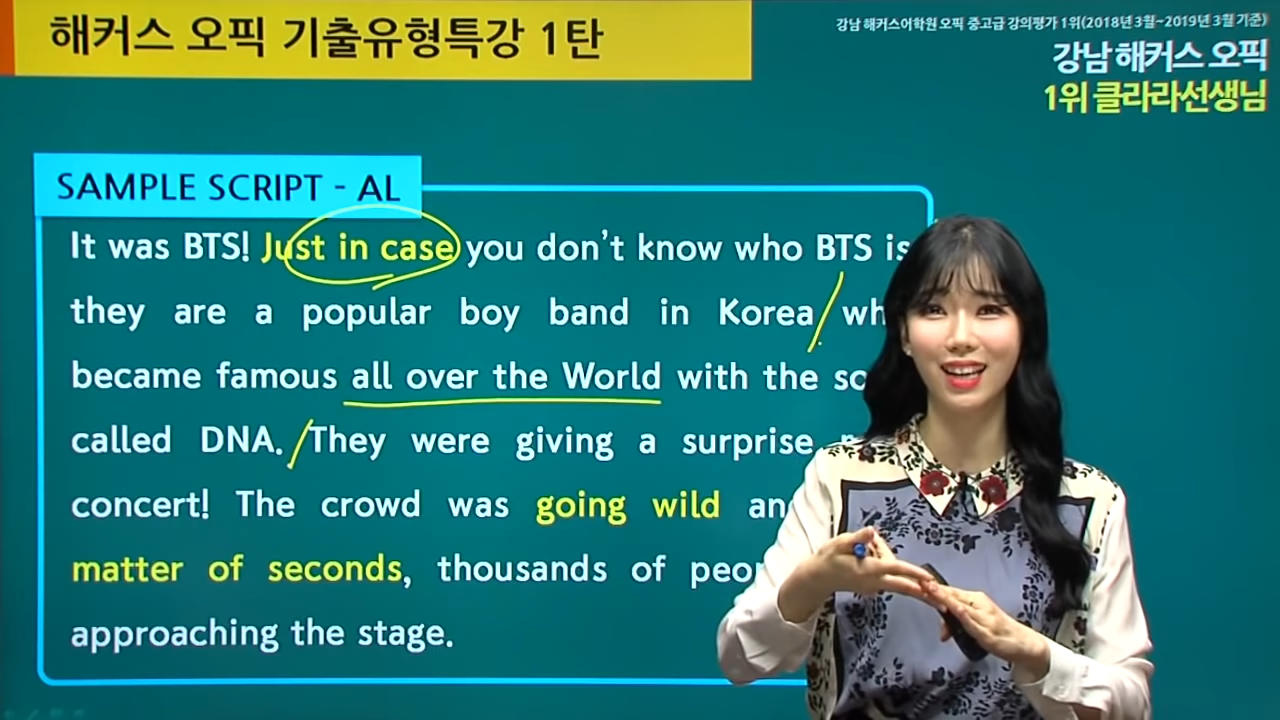 해커스 오픽 기출유형특강 1탄
강남 해커스어학원 오픽 중고급 강의평가 1위(2018년 3월~2019년 3월 기준)
강남 해커스 오픽
1위 클라라선생님
SAMPLE SCRIPT - AL
It was BTS! Just in case you don't know who BTS is
they are a popular boy band in Korea
became famous all over the World with the
called DNA. They were giving a surprise
concert! The crowd was going wild
matter of seconds, thousands of
approaching the stage.